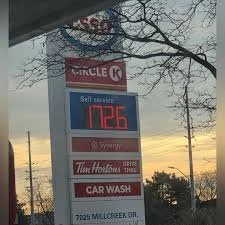 Esso
CIRCLE K
Self service
172.6
Synergy
Tim Hortons DRIVE THRU
CAR WASH
7025 MILLCREEK DR.